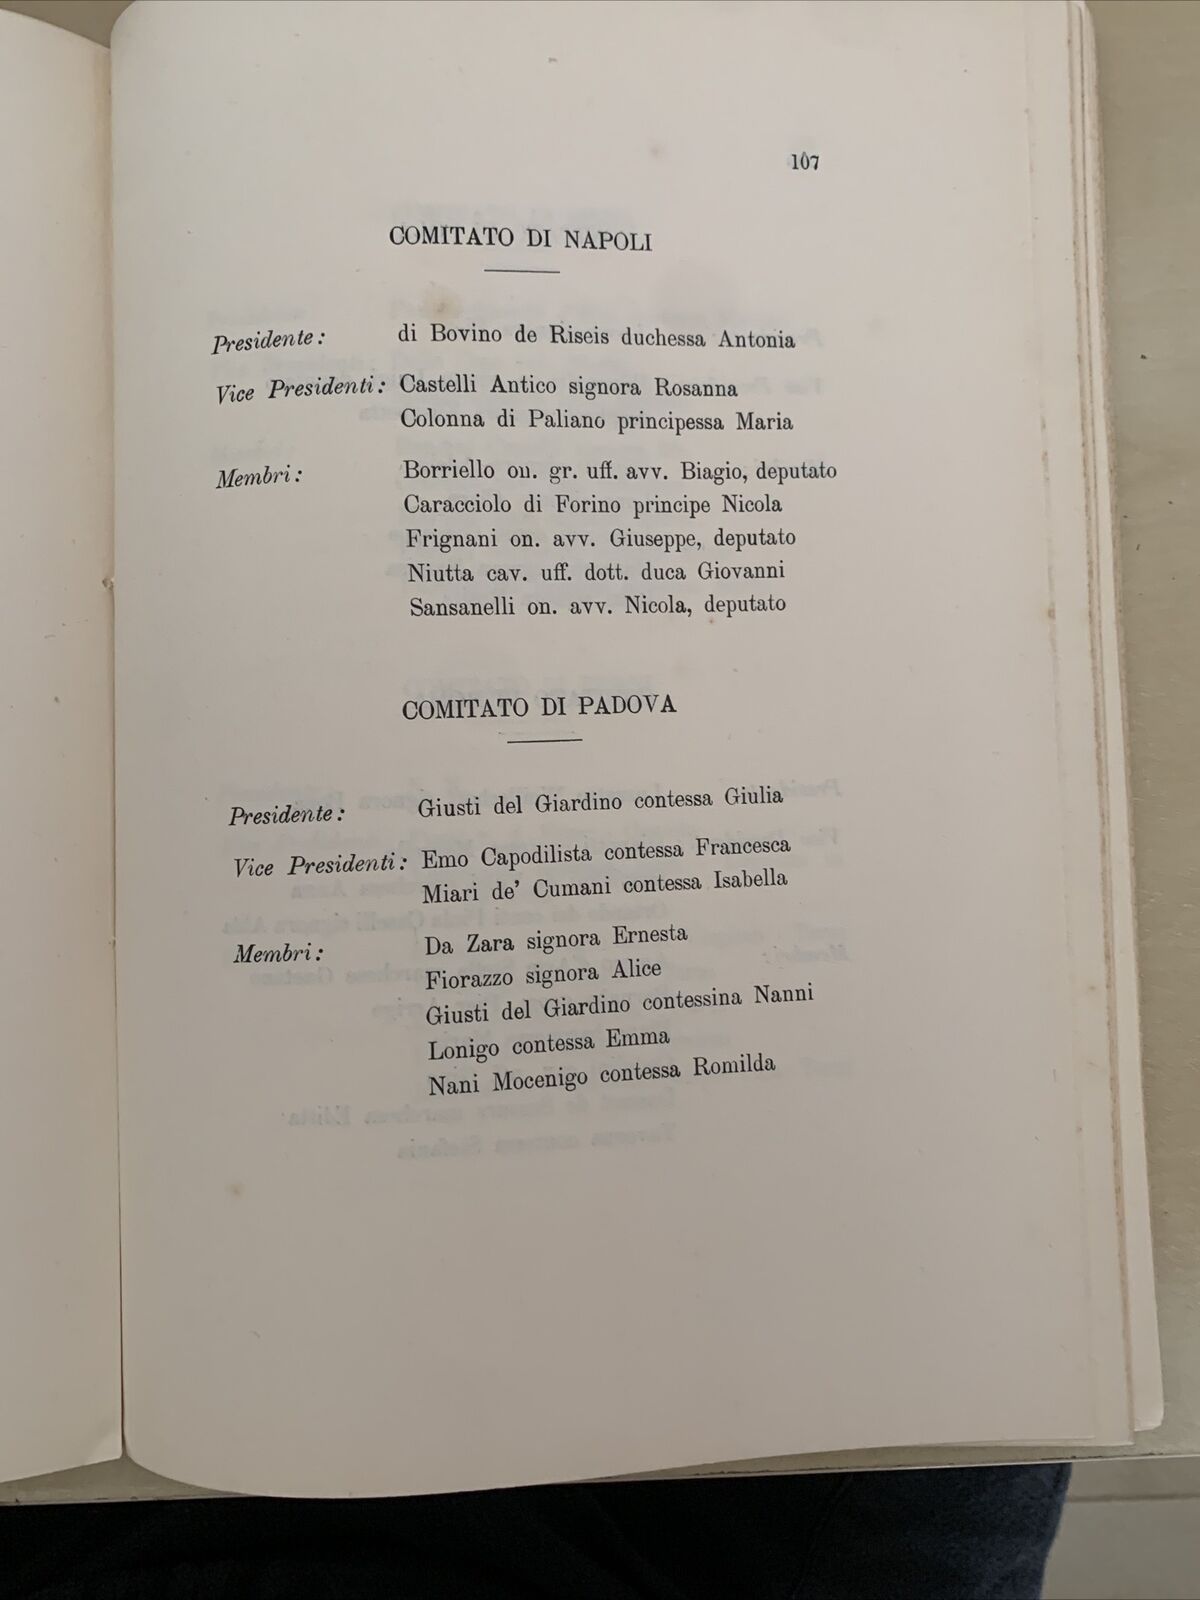 107
COMITATO DI NAPOLI
Presidente: di Bovino de Riseis duchessa Antonia
Vice Presidenti: Castelli Antico signora Rosanna
Colonna di Paliano principessa Maria
Membri: Borriello on. gr. uff. avv. Biagio, deputato
Caracciolo di Forino principe Nicola
Frignani on. avv. Giuseppe, deputato
Niutta cav. uff. dott. duca Giovanni
Sansanelli on. avv. Nicola, deputato
COMITATO DI PADOVA
Presidente: Giusti del Giardino contessa Giulia
Vice Presidenti: Emo Capodilista contessa Francesca
Miari de' Cumani contessa Isabella
Membri: Da Zara signora Ernesta
Fiorazzo signora Alice
Giusti del Giardino contessina Nanni
Lonigo contessa Emma
Nani Mocenigo contessa Romilda